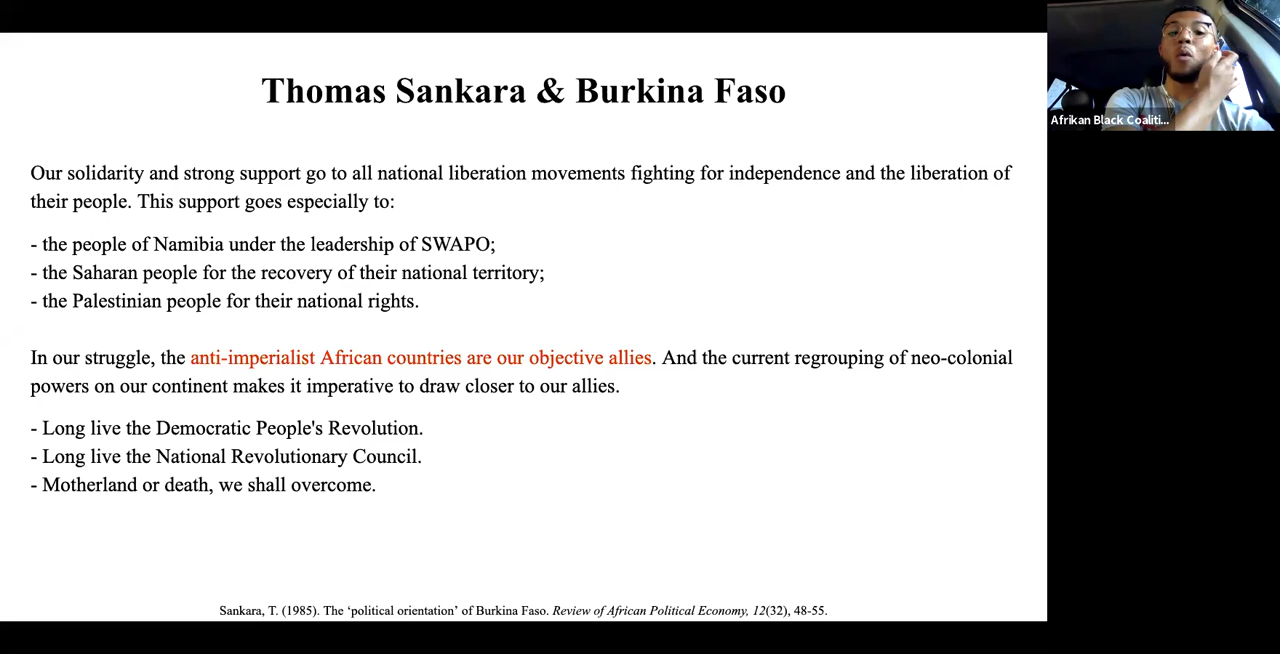 Thomas Sankara & Burkina Faso
Afrikan Black Coaliti...
Our solidarity and strong support go to all national liberation movements fighting for independence and the liberation of
their people. This support goes especially to:
- the people of Namibia under the leadership of SWAPO;
- the Saharan people for the recovery of their national territory;
- the Palestinian people for their national rights.
In our struggle, the anti-imperialist African countries are our objective allies. And the current regrouping of neo-colonial
powers on our continent makes it imperative to draw closer to our allies.
- Long live the Democratic People's Revolution.
- Long live the National Revolutionary Council.
- Motherland or death, we shall overcome.
Sankara, T. (1985). The ‘political orientation’ of Burkina Faso. Review of African Political Economy, 12(32), 48-55.